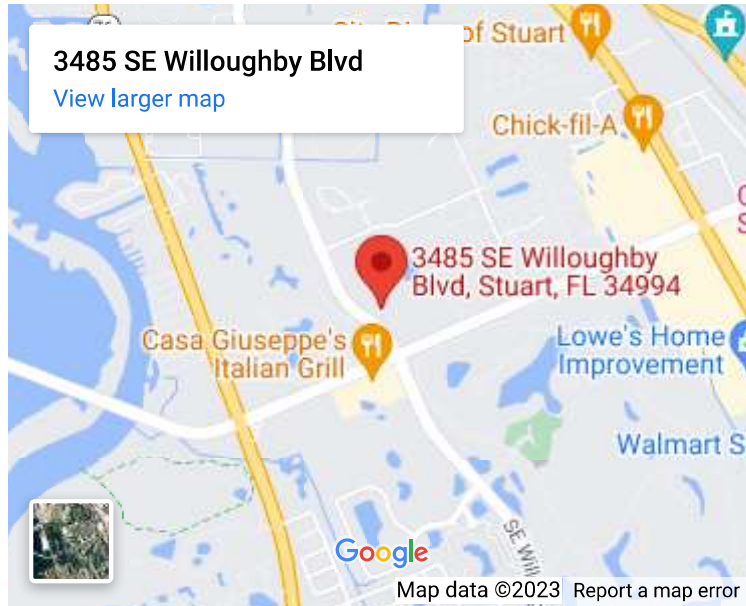 3485 SE Willoughby Blvd
View larger map
of Stuart
Chick-fil-A
3485 SE Willoughby
Blvd, Stuart, FL 34994
Casa Giuseppe's
Italian Grill
Lowe's Home
Improvement
Walmart S
SE Wil
Google
Map data ©2023
Report a map error